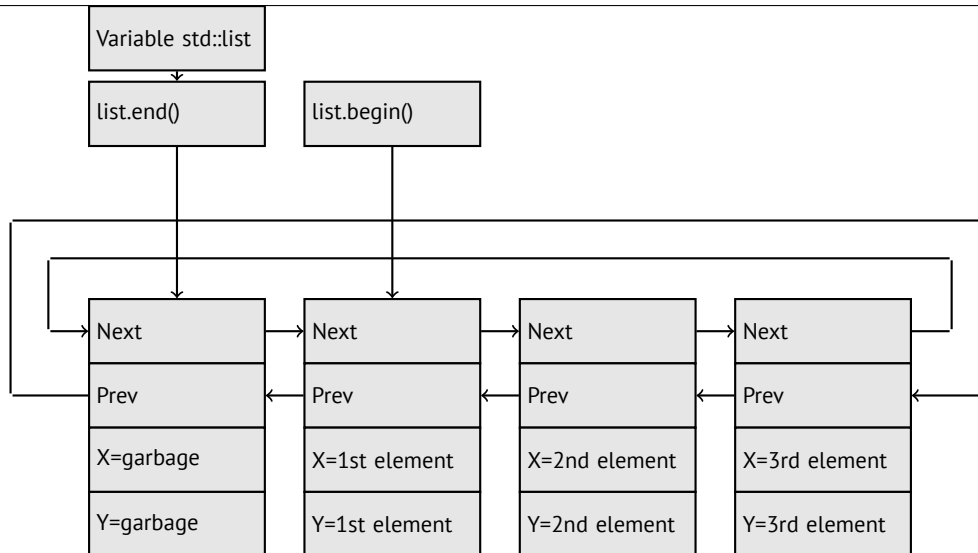 Variable std::list
list.end()
list.begin()
Next
Next
Next
Next
Prev
Prev
Prev
Prev
X=garbage
X=1st element
X=2nd element
X=3rd element
Y=garbage
Y=1st element
Y=2nd element
Y=3rd element